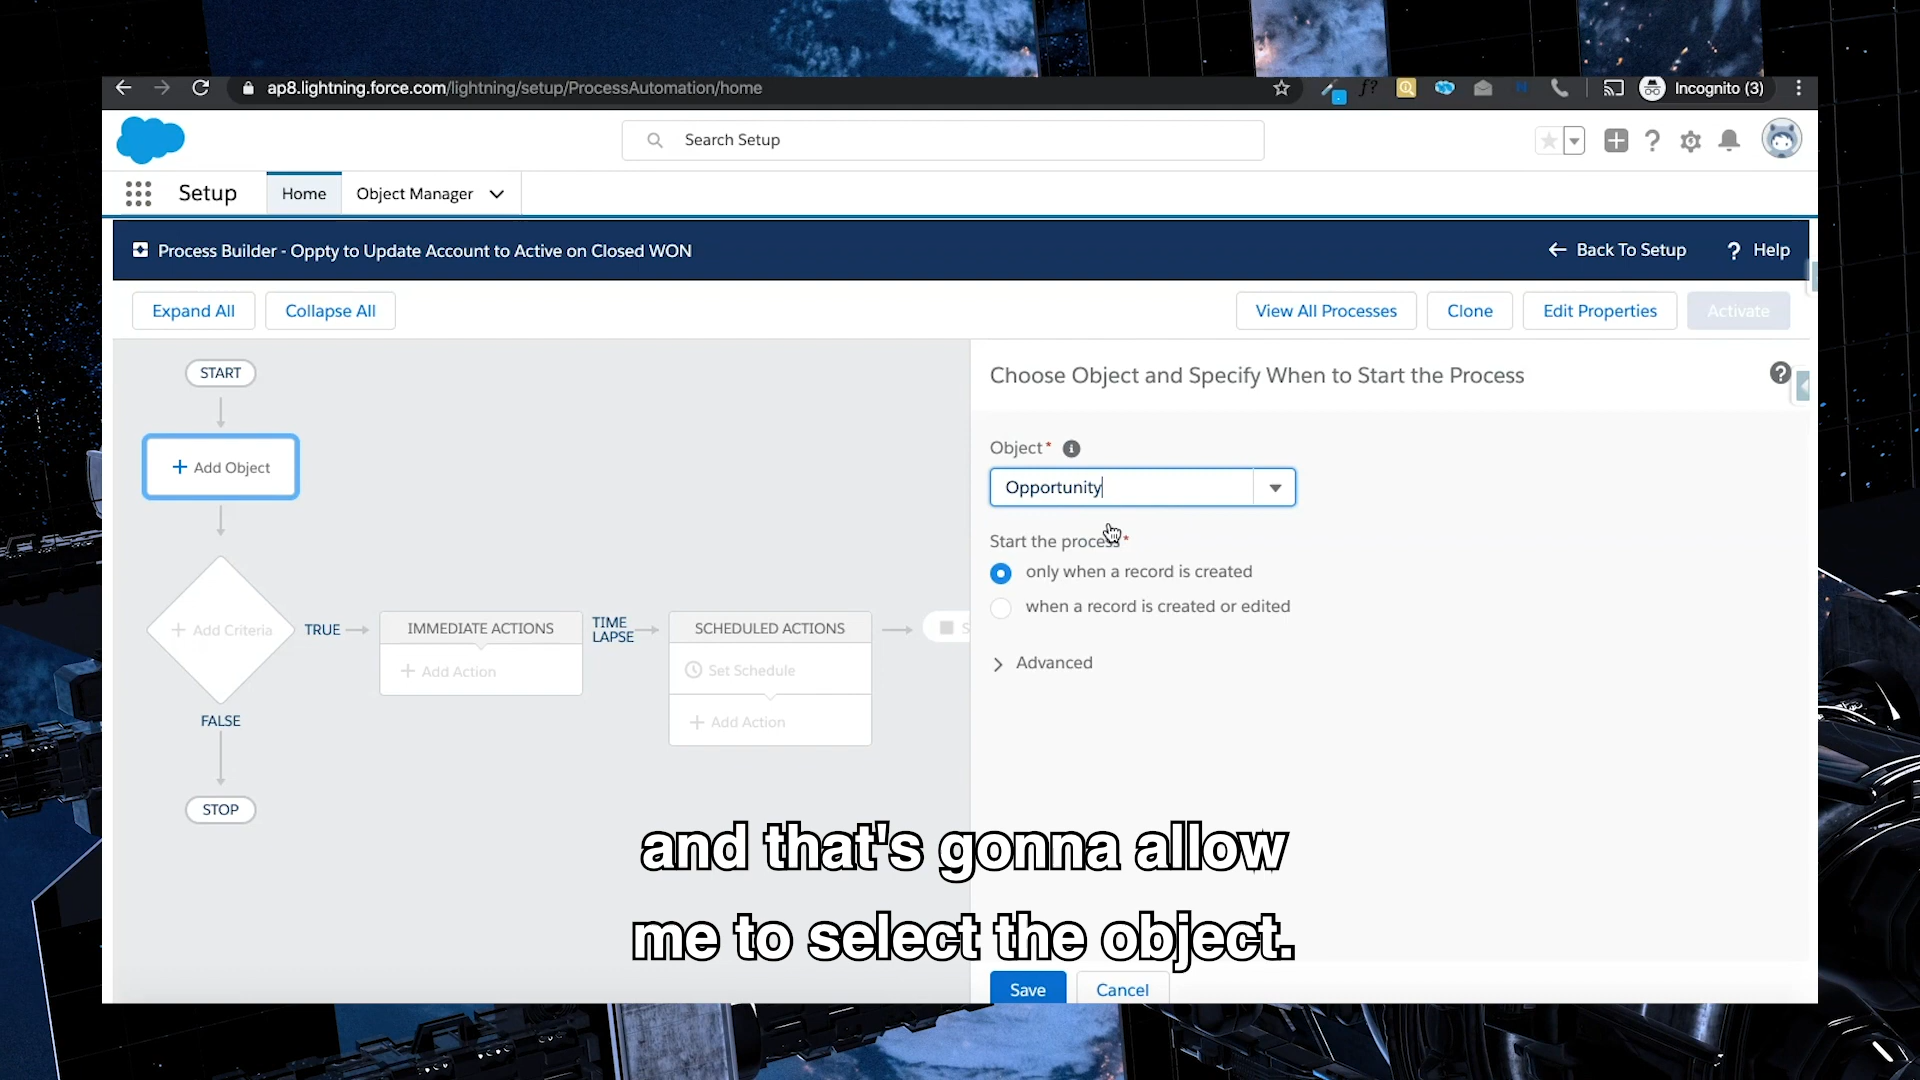 ap8.lightning.force.com/lightning/setup/ProcessAutomation/home
Incognito (3)
Search Setup
Setup
Home
Object Manager
Process Builder - Oppty to Update Account to Active on Closed WON
Back To Setup
? Help
Expand All
Collapse All
View All Processes
Clone
Edit Properties
Activate
START
+ Add Object
+ Add Criteria
TRUE
IMMEDIATE ACTIONS
+ Add Action
TIME
LAPSE
SCHEDULED ACTIONS
Set Schedule
+ Add Action
FALSE
STOP
Choose Object and Specify When to Start the Process
Object*
Opportunity
Start the process*
only when a record is created
when a record is created or edited
Advanced
and that's gonna allow
me to select the object.
Save
Cancel